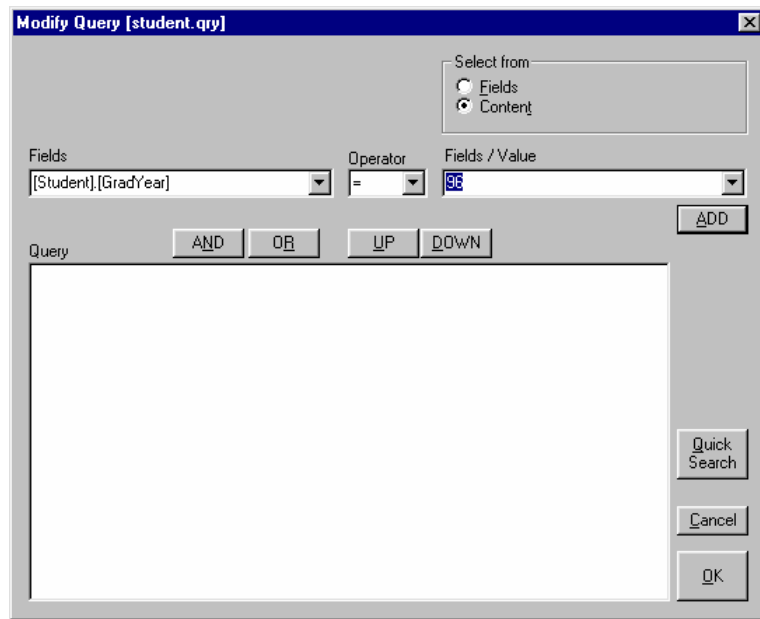 Modify Query [student.qry]
Select from
Fields
Content
Fields
Operator
Fields / Value
[Student].[GradYear]
=
96
ADD
Query
AND
OR
UP
DOWN
Quick
Search
Cancel
OK